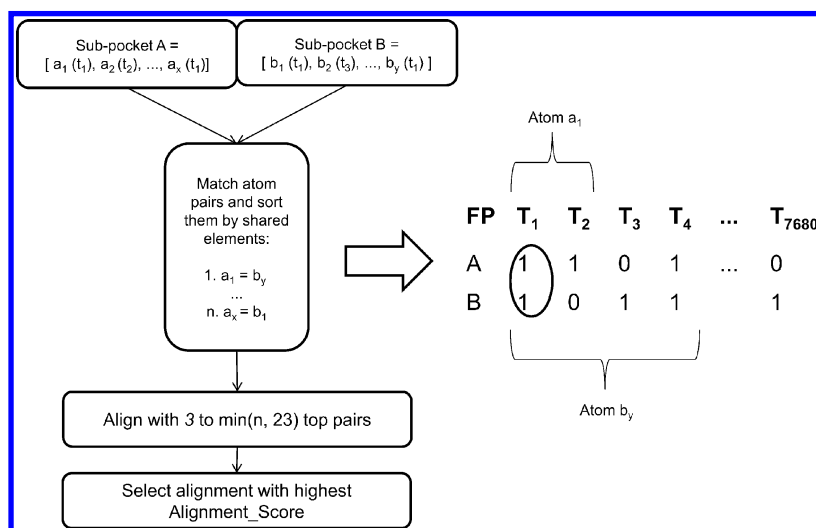 Sub-pocket A =
[ a₁ (t₁), a₂ (t₂), ..., aₓ (t₁)]
Sub-pocket B =
[ b₁ (t₁), b₂ (t₃), ..., bᵧ (t₁) ]
Match atom
pairs and sort
them by shared
elements:
1. a₁ = bᵧ
...
n. aₓ = b₁
Align with 3 to min(n, 23) top pairs
Select alignment with highest
Alignment_Score
Atom a₁
FP T₁ T₂ T₃ T₄ ... T₇₆₈₀
A 1 1 0 1 ... 0
B 1 0 1 1 1
Atom bᵧ